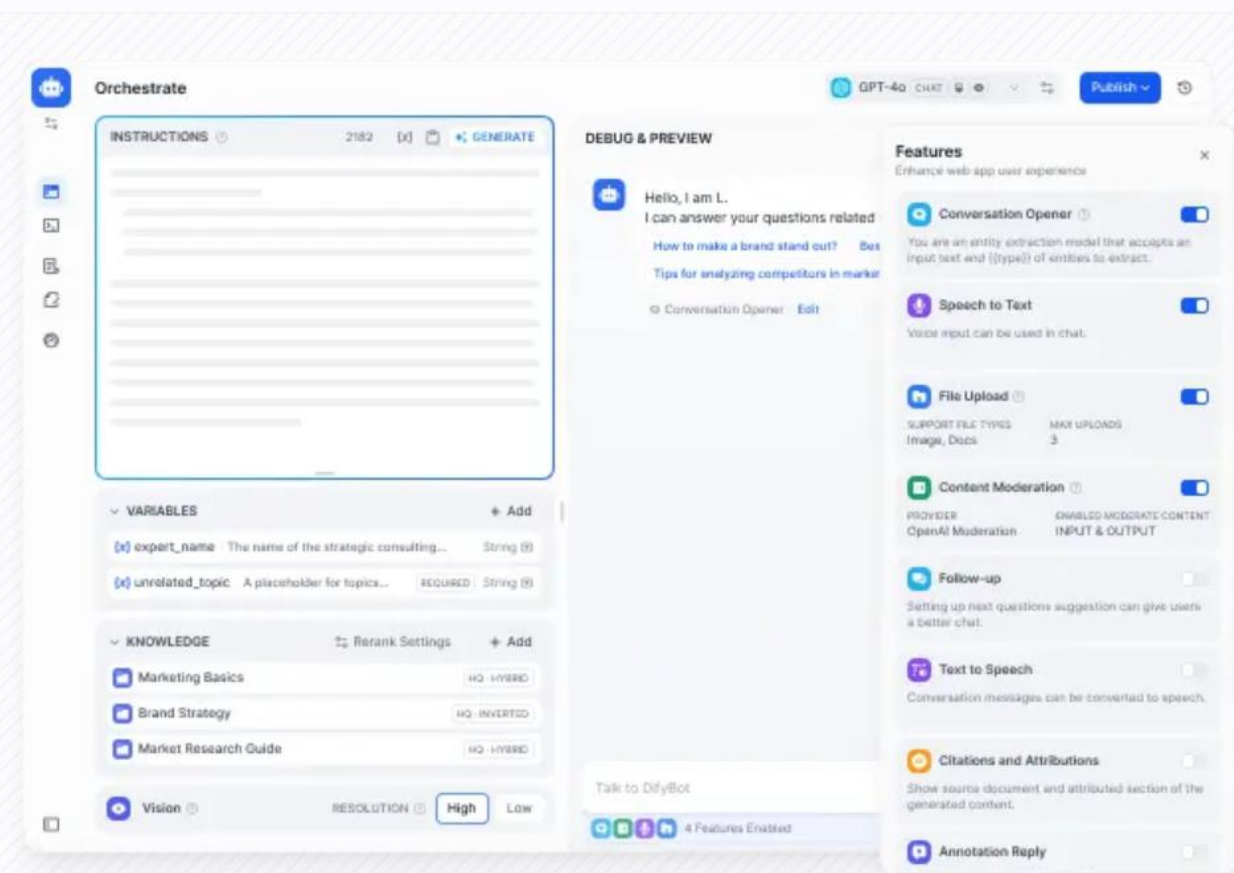 Orchestrate
GPT-4o CHAT
Publish
INSTRUCTIONS
2182
GENERATE
DEBUG & PREVIEW
Hello, I am L.
I can answer your questions related
How to make a brand stand out? Bes
Tips for analyzing competitors in market
Conversation Opener Edit
VARIABLES
+ Add
{x} expert_name The name of the strategic consulting... String
{x} unrelated_topic A placeholder for topics... REQUIRED String
KNOWLEDGE
Rerank Settings
+ Add
Marketing Basics
HQ · HYBRID
Brand Strategy
HQ · INVERTED
Market Research Guide
HQ · HYBRID
Vision
RESOLUTION
High
Low
Talk to DifyBot
4 Features Enabled
Features
Enhance web app user experience
Conversation Opener
You are an entity extraction model that accepts an
input text and {{type}} of entities to extract.
Speech to Text
Voice input can be used in chat.
File Upload
SUPPORT FILE TYPES MAX UPLOADS
Image, Docs 3
Content Moderation
PROVIDER ENABLED MODERATE CONTENT
OpenAI Moderation INPUT & OUTPUT
Follow-up
Setting up next questions suggestion can give users
a better chat.
Text to Speech
Conversation messages can be converted to speech.
Citations and Attributions
Show source document and attributed section of the
generated content.
Annotation Reply